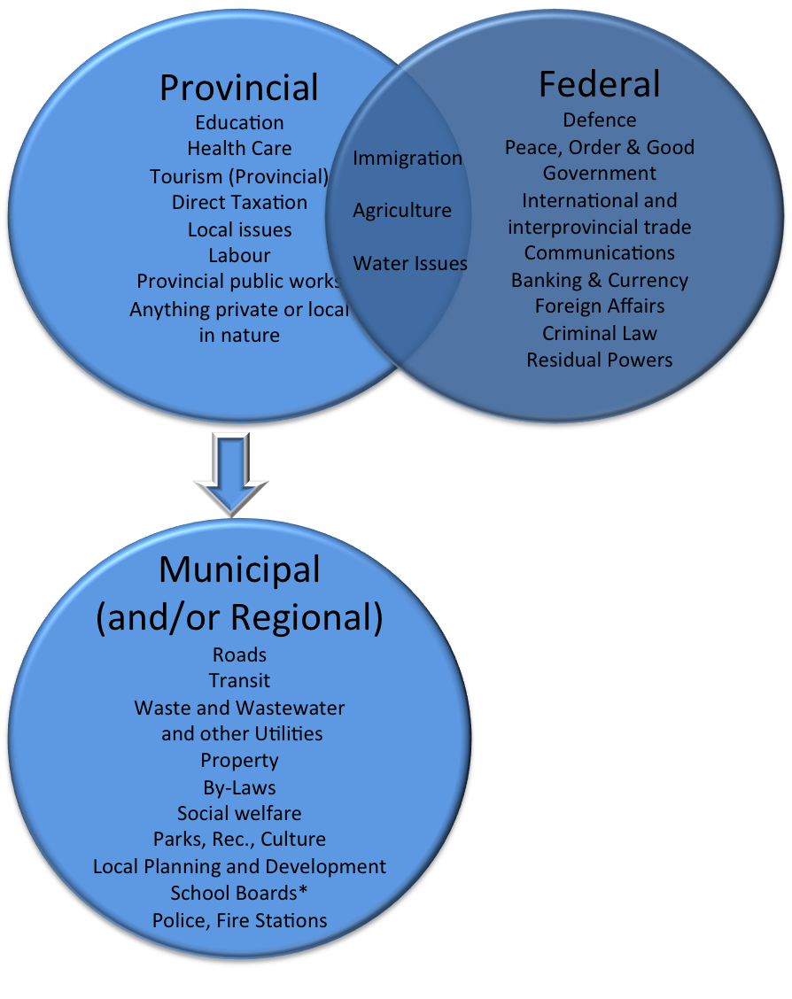 Provincial
Education
Health Care
Tourism (Provincial)
Direct Taxation
Local issues
Labour
Provincial public works
Anything private or local
in nature
Immigration
Agriculture
Water Issues
Federal
Defence
Peace, Order & Good
Government
International and
interprovincial trade
Communications
Banking & Currency
Foreign Affairs
Criminal Law
Residual Powers
Municipal
(and/or Regional)
Roads
Transit
Waste and Wastewater
and other Utilities
Property
By-Laws
Social welfare
Parks, Rec., Culture
Local Planning and Development
School Boards*
Police, Fire Stations